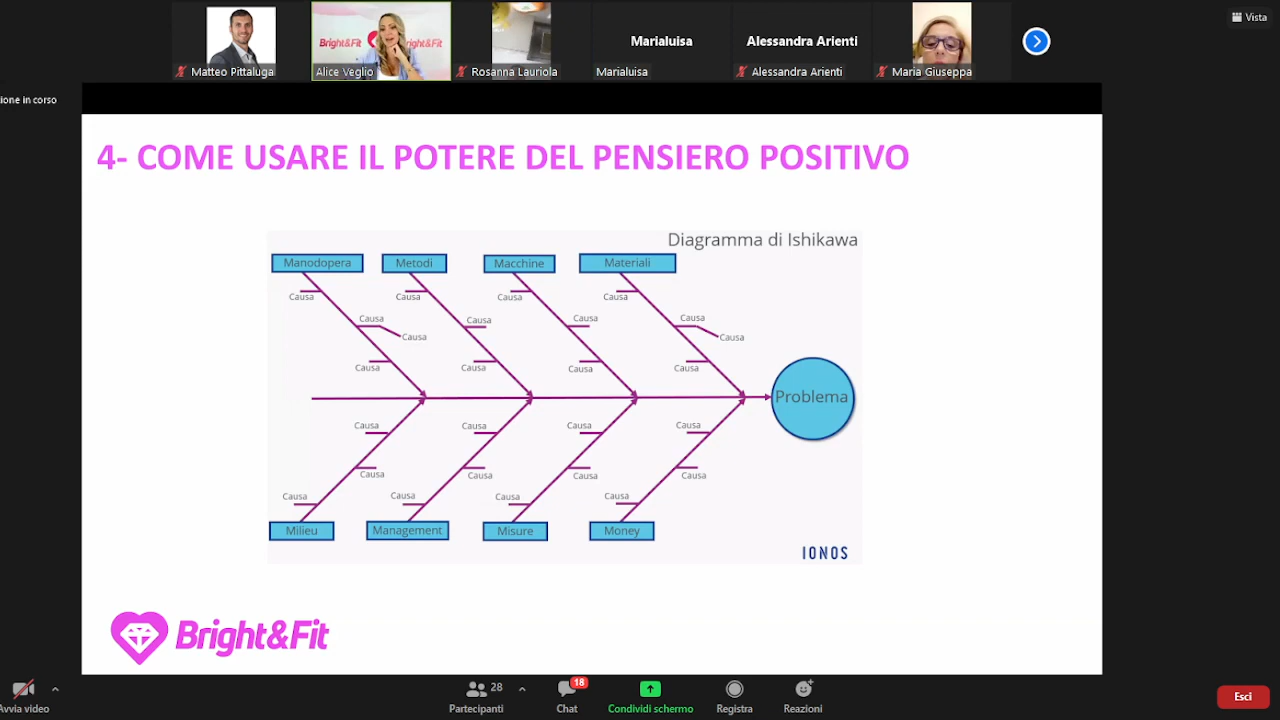 Vista
Marialuisa
Alessandra Arienti
Bright&Fit
Matteo Pittaluga
Alice Veglio
Rosanna Lauriola
Marialuisa
Alessandra Arienti
Maria Giuseppa
ione in corso
4- COME USARE IL POTERE DEL PENSIERO POSITIVO
Diagramma di Ishikawa
Manodopera Metodi Macchine Materiali
Causa Causa Causa Causa
Causa Causa Causa Causa
Causa Causa
Causa Causa Causa Causa
Problema
Causa Causa Causa Causa
Causa Causa Causa Causa
Causa Causa Causa Causa
Milieu Management Misure Money
IONOS
Bright&Fit
Avvia video
28
Partecipanti
18
Chat
Condividi schermo
Registra
Reazioni
Esci